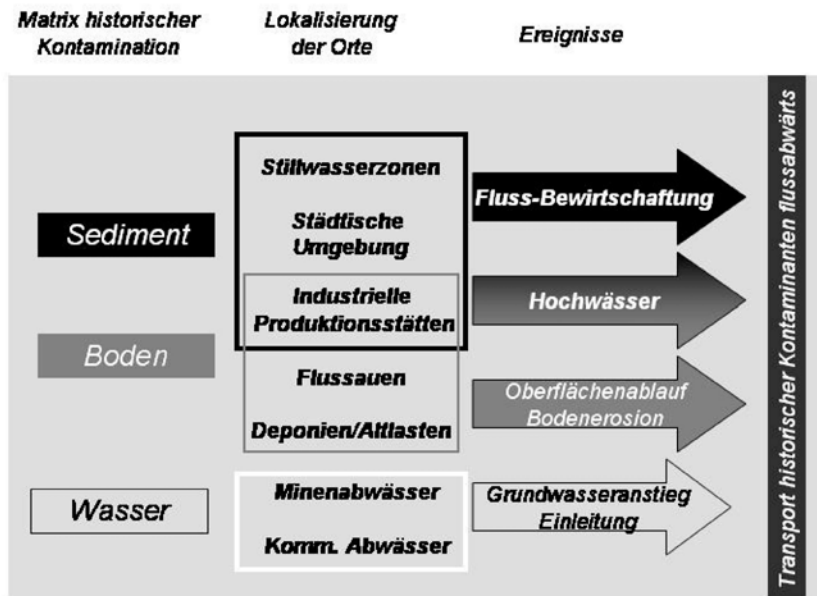 Matrix historischer
Kontamination
Lokalisierung
der Orte
Ereignisse
Sediment
Boden
Wasser
Stillwasserzonen
Städtische
Umgebung
Industrielle
Produktionsstätten
Flussauen
Deponien/Altlasten
Minenabwässer
Komm. Abwässer
Fluss-Bewirtschaftung
Hochwässer
Oberflächenablauf
Bodenerosion
Grundwasseranstieg
Einleitung
Transport historischer Kontaminanten flussabwärts